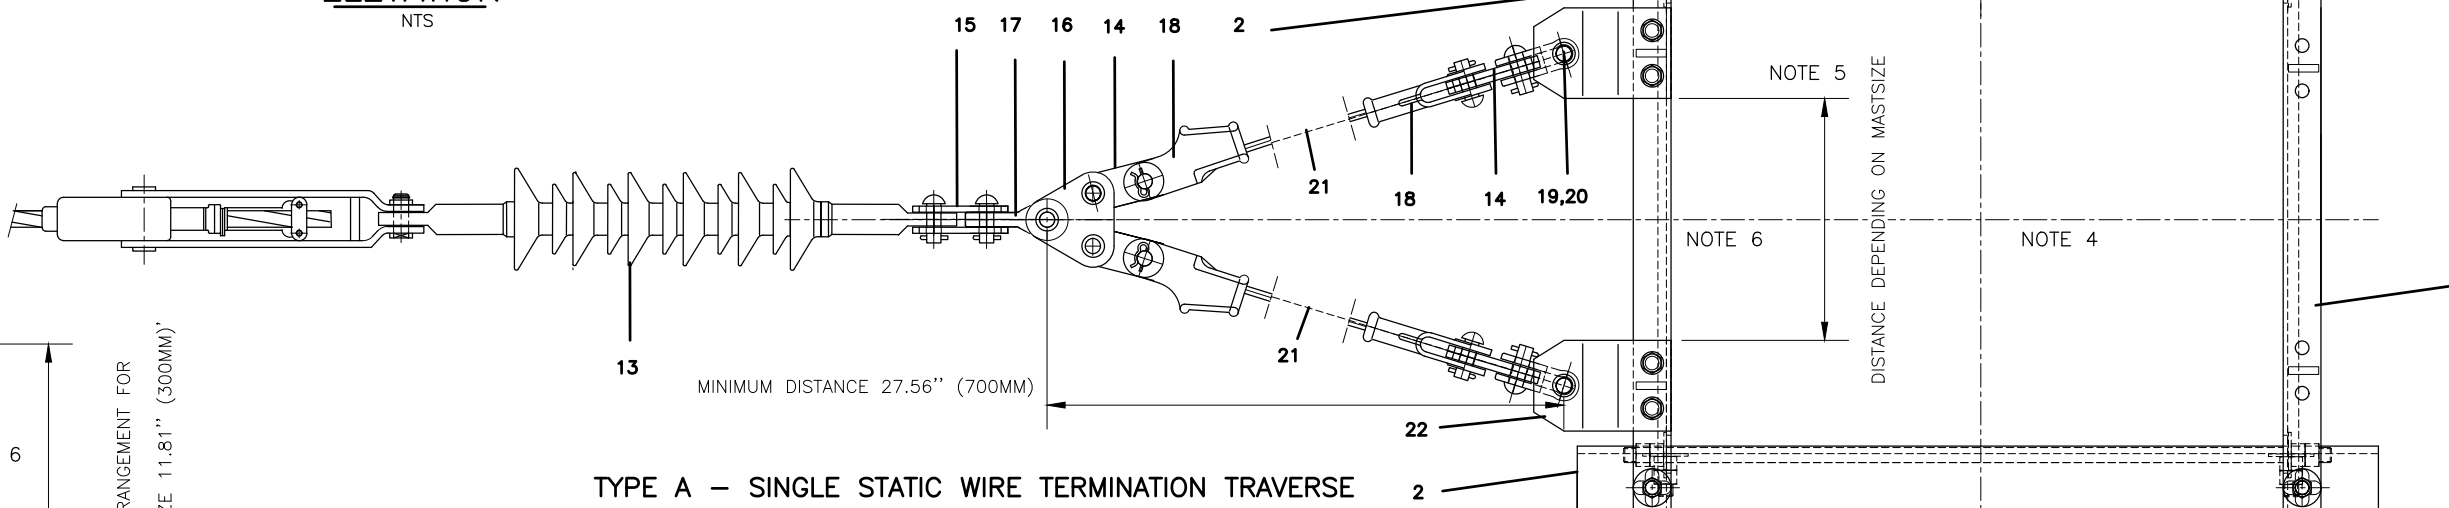 NTS
15 17 16 14 18 2
NOTE 5
DISTANCE DEPENDING ON MASTSIZE
21 18 14 19,20
NOTE 6
NOTE 4
13
21
MINIMUM DISTANCE 27.56'' (700MM)
22
6
11.81'' (300MM)'
FOR
TYPE A – SINGLE STATIC WIRE TERMINATION TRAVERSE
2